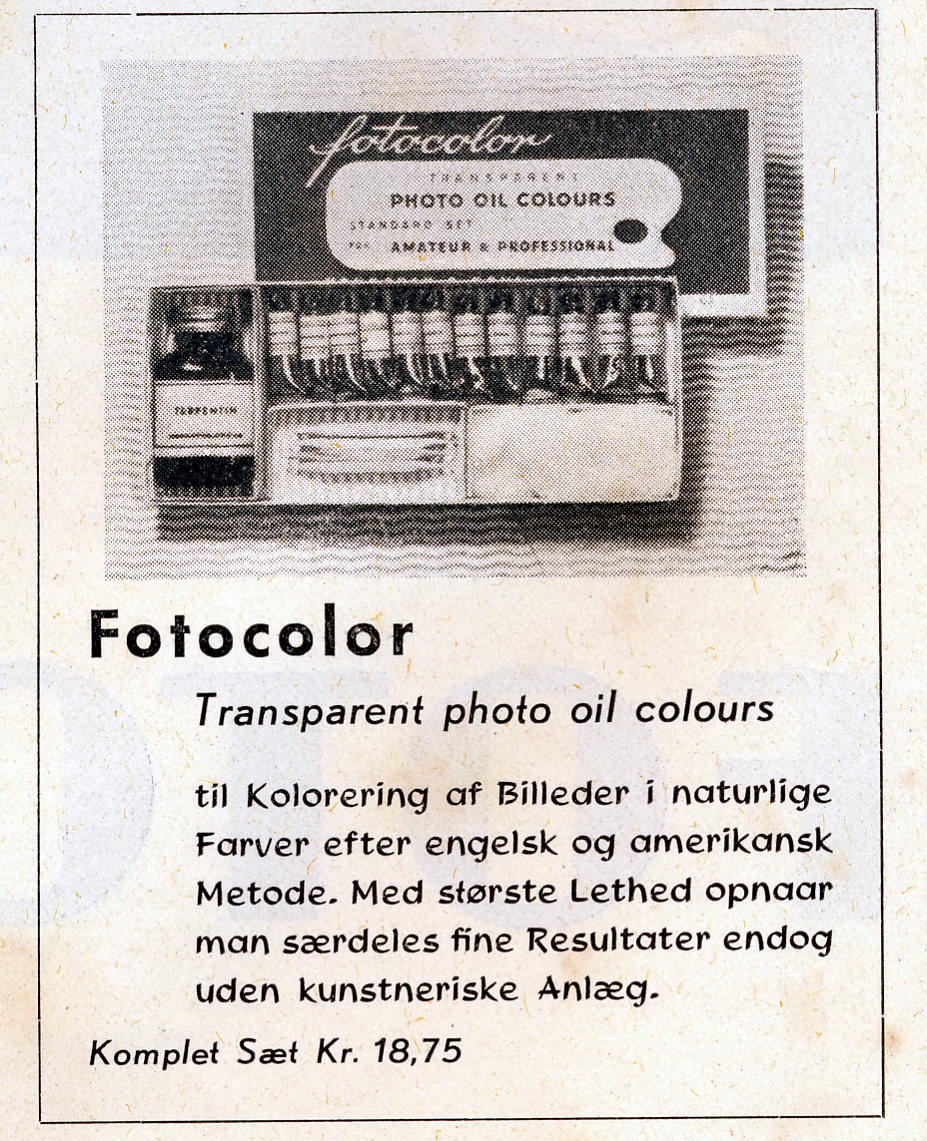 fotocolor
TRANSPARENT
PHOTO OIL COLOURS
STANDARD SET
FOR AMATEUR & PROFESSIONAL
TERPENTIN
Fotocolor
Transparent photo oil colours
til Kolorering af Billeder i naturlige
Farver efter engelsk og amerikansk
Metode. Med største Lethed opnaar
man særdeles fine Resultater endog
uden kunstneriske Anlæg.
Komplet Sæt Kr. 18,75